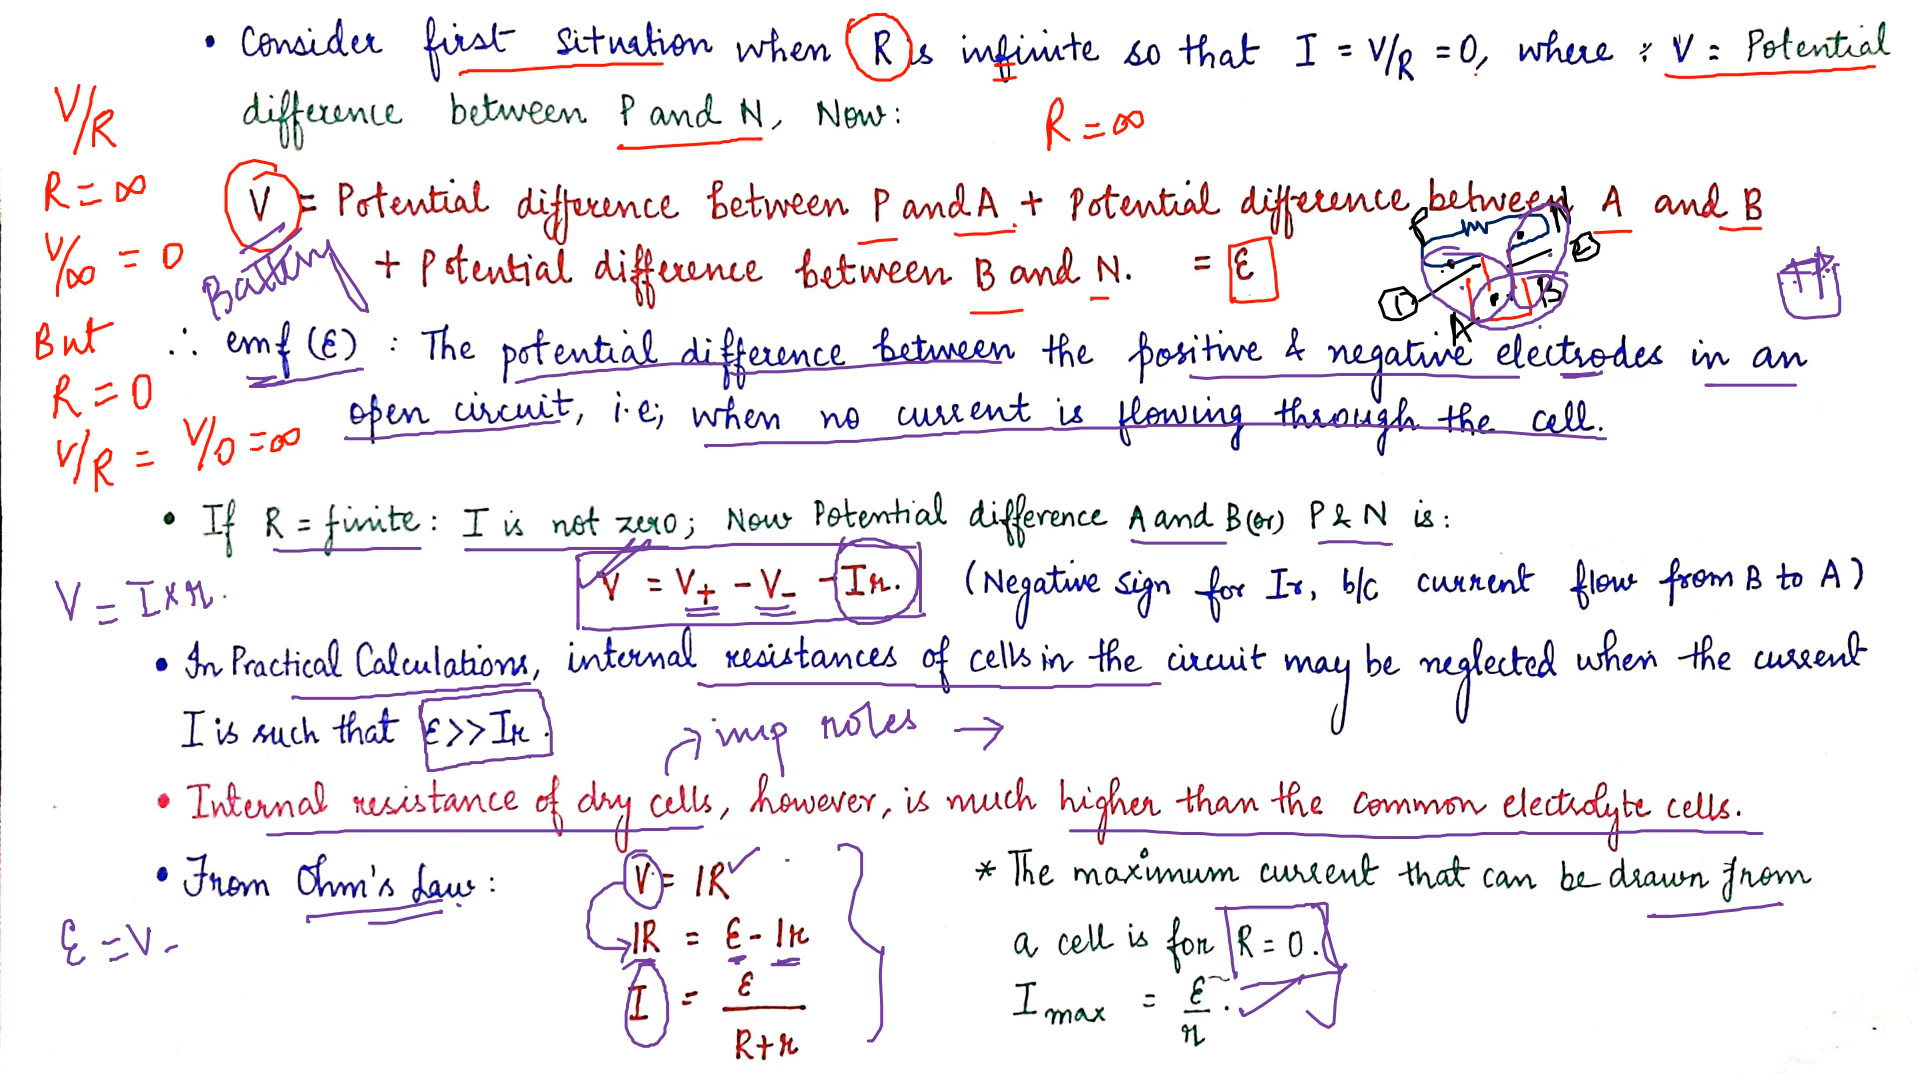 • Consider first situation when R is infinite so that I = V/R = 0, where : V = Potential
difference between P and N, Now:
R = ∞
V/R
R = ∞
V/∞ = 0
But
R = 0
V/R = V/0 = ∞
V = Potential difference between P and A + Potential difference between A and B
Battery
+ Potential difference between B and N. = ε
P
N
①
②
A
B
∴ emf (ε) : The potential difference between the positive & negative electrodes in an
open circuit, i.e; when no current is flowing through the cell.
• If R = finite: I is not zero; Now Potential difference A and B (or) P & N is:
V = I × r.
V = V₊ - V₋ - Ir.
(Negative sign for Ir, b/c current flow from B to A)
• In Practical Calculations, internal resistances of cells in the circuit may be neglected when the current
I is such that ε >> Ir.
imp notes →
• Internal resistance of dry cells, however, is much higher than the common electrolyte cells.
• From Ohm's Law:
ε = V -
V = IR
IR = ε - Ir
I = ε / R + r
* The maximum current that can be drawn from
a cell is for R = 0.
I max = ε / r.